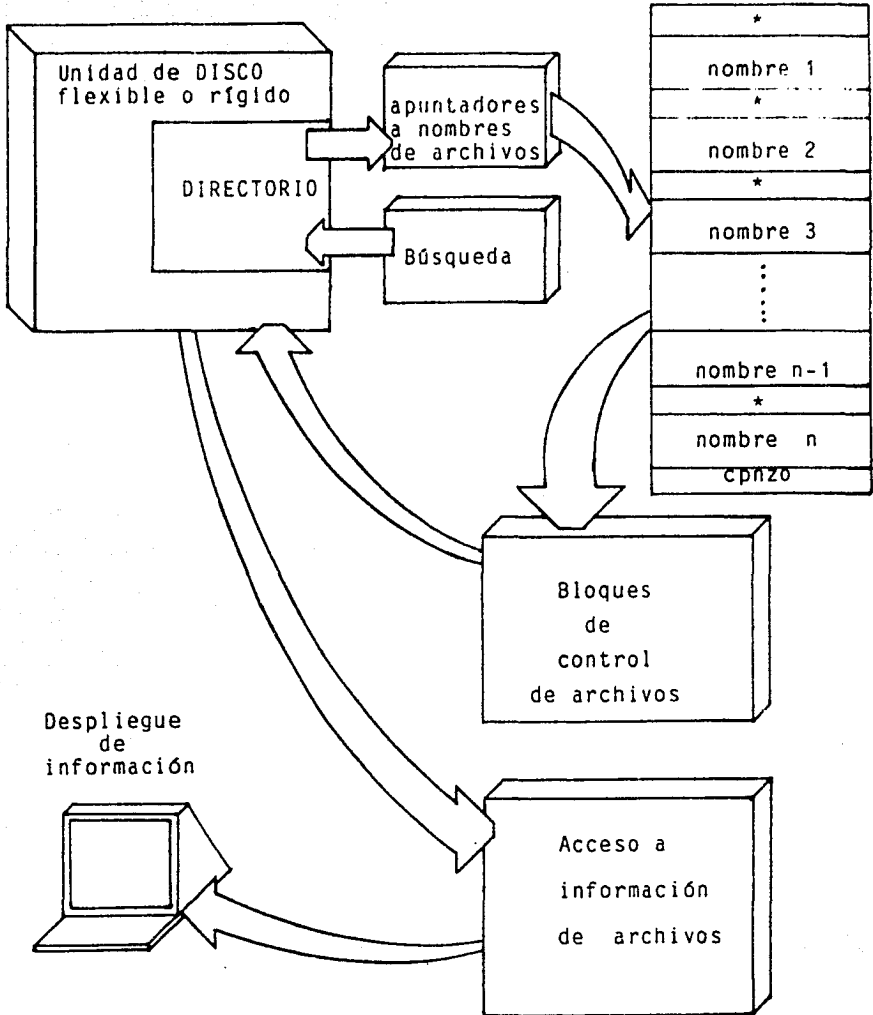 Unidad de DISCO
flexible o rígido
DIRECTORIO
apuntadores
a nombres
de archivos
Búsqueda
*
nombre 1
*
nombre 2
*
nombre 3
nombre n-1
*
nombre n
cpnzo
Bloques
de
control
de archivos
Despliegue
de
información
Acceso a
información
de archivos